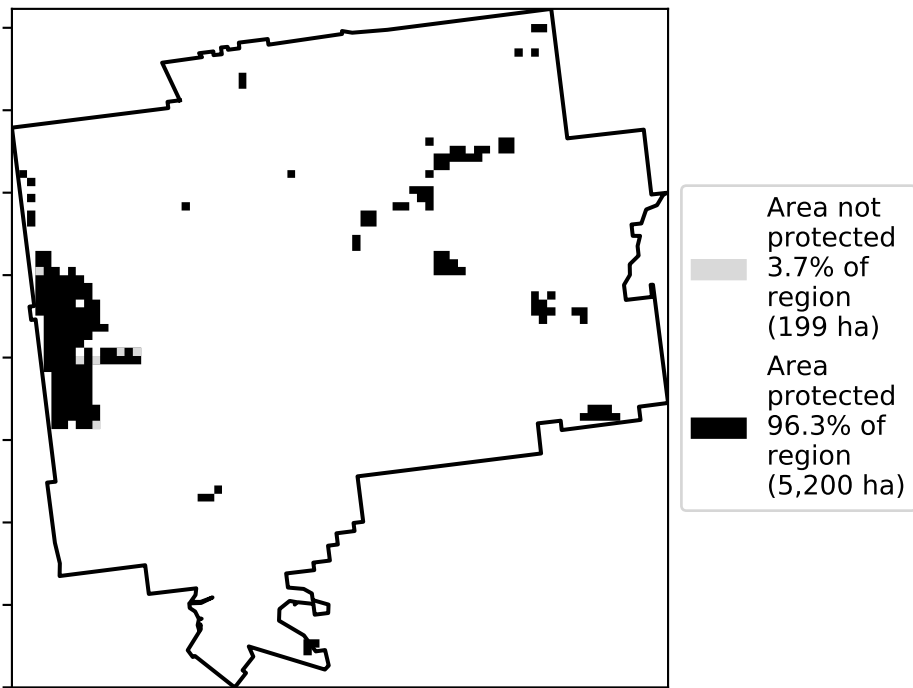 Area not
protected
3.7% of
region
(199 ha)
Area
protected
96.3% of
region
(5,200 ha)